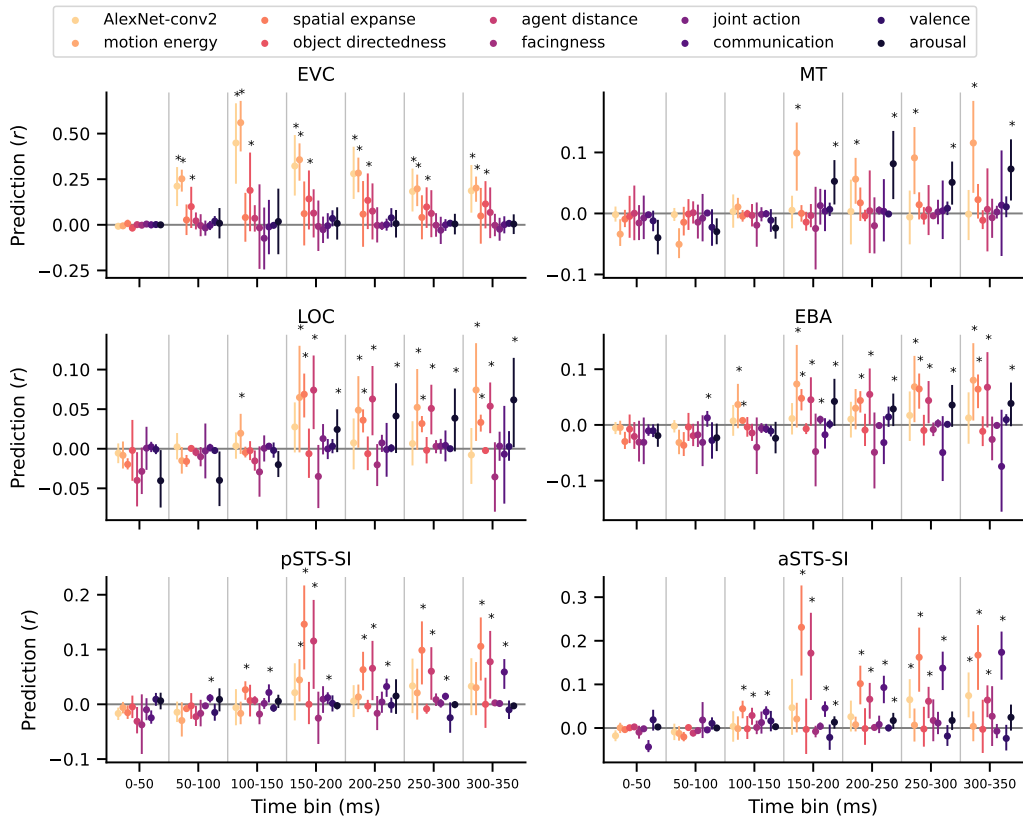 AlexNet-conv2 spatial expanse agent distance joint action valence
motion energy object directedness facingness communication arousal
EVC MT
Prediction (r)
0.50
0.25
0.00
−0.25
0.1
0.0
−0.1
LOC EBA
Prediction (r)
0.10
0.05
0.00
−0.05
0.1
0.0
−0.1
pSTS-SI aSTS-SI
Prediction (r)
0.2
0.1
0.0
−0.1
0.3
0.2
0.1
0.0
0-50 50-100 100-150 150-200 200-250 250-300 300-350 0-50 50-100 100-150 150-200 200-250 250-300 300-350
Time bin (ms) Time bin (ms)